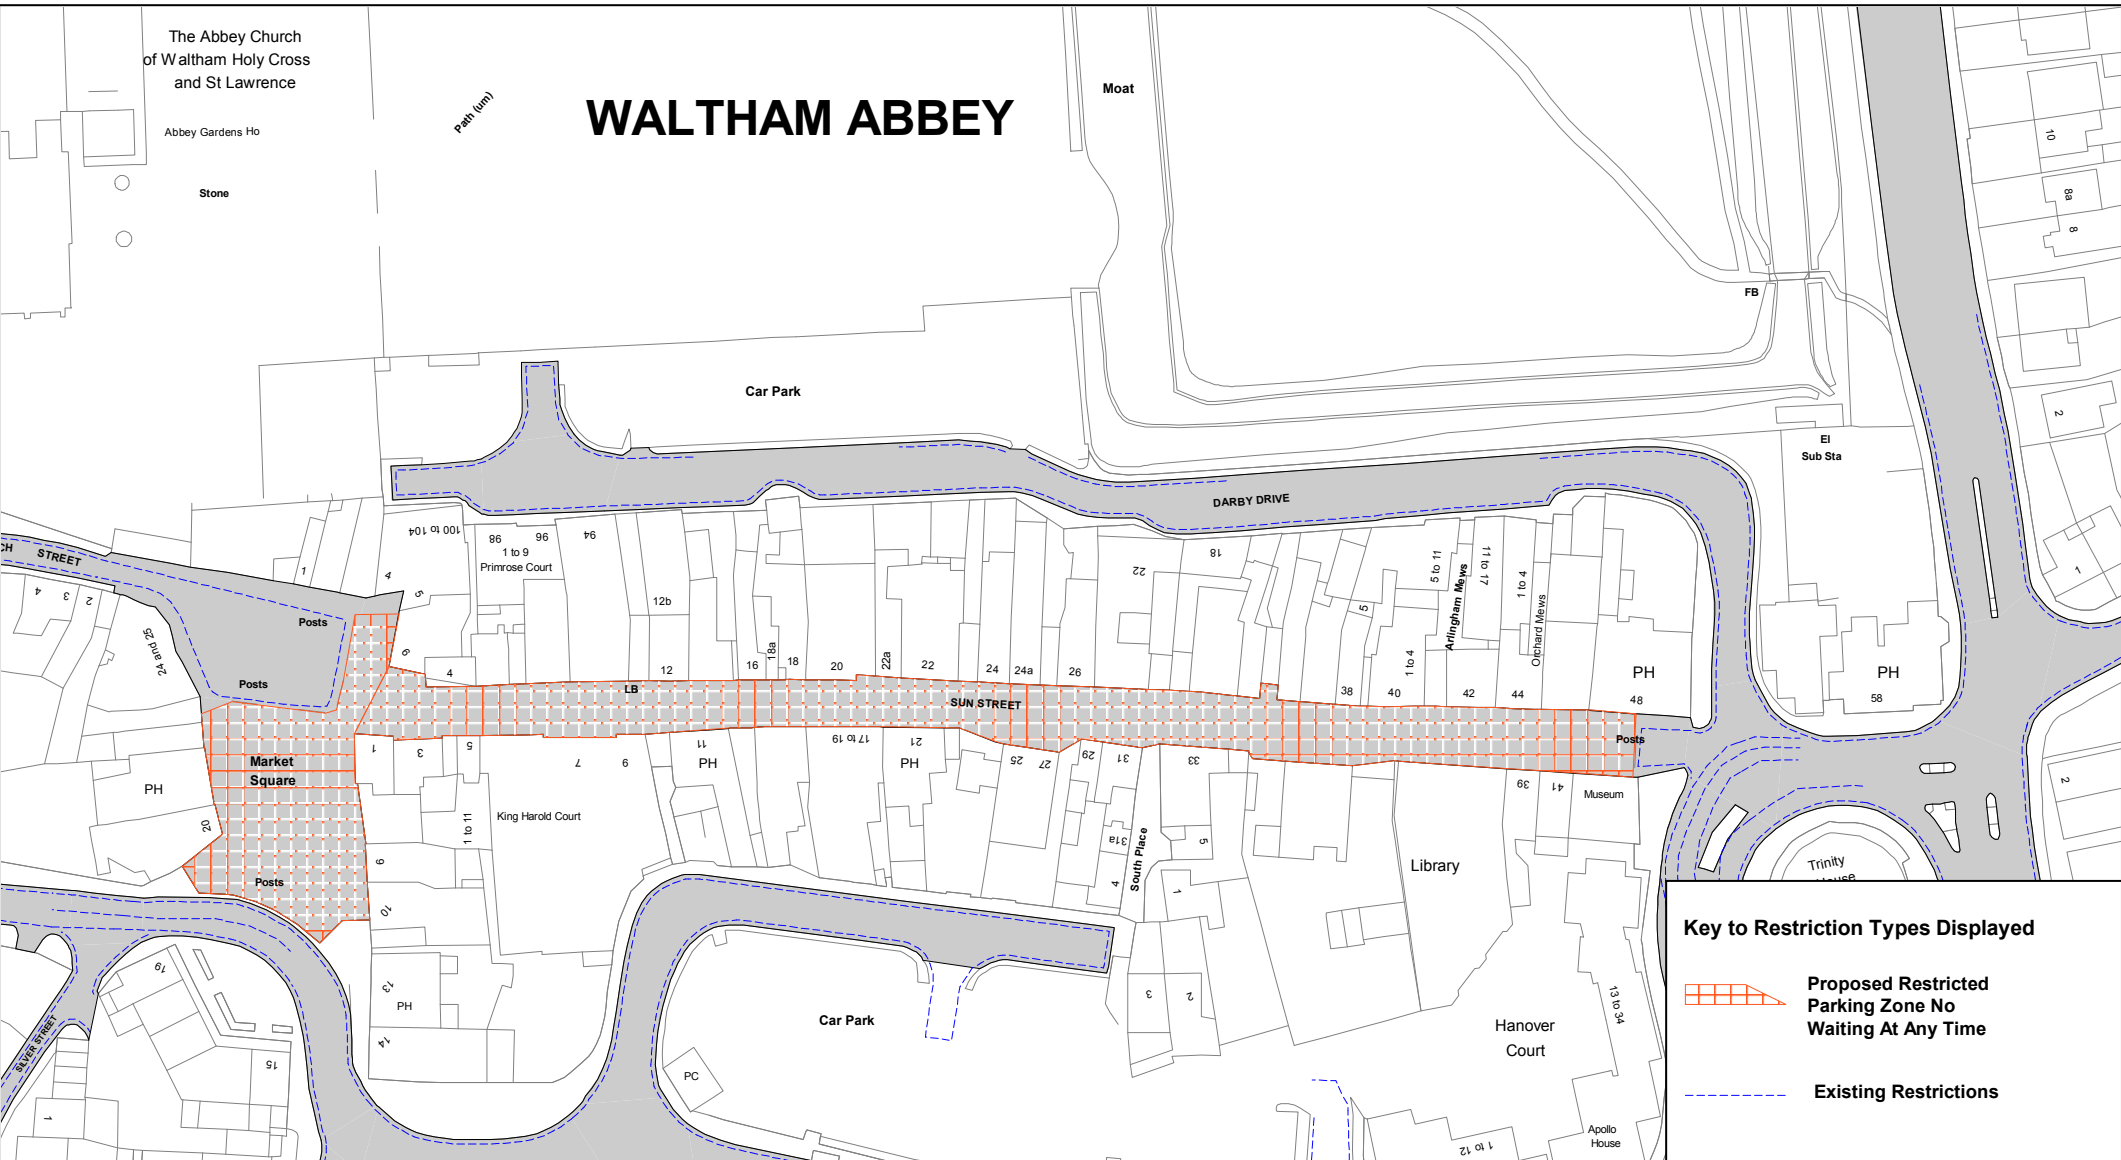 The Abbey Church
of Waltham Holy Cross
and St Lawrence
Abbey Gardens Ho
Stone
Path (um)
WALTHAM ABBEY
Moat
FB
10
8a
8
2
1
2
El
Sub Sta
Car Park
DARBY DRIVE
CH STREET
Posts
Posts
4
3
2
24 and 25
1
4
5
6
100 to 104
98
96
94
1 to 9
Primrose Court
12b
4
12
LB
16
18a
18
20
22a
22
24
24a
26
22
18
5
38
40
1 to 4
5 to 11
Arlingham Mews
11 to 17
1 to 4
Orchard Mews
42
44
PH
48
PH
58
SUN STREET
Posts
Market
Square
Posts
PH
20
1
3
5
7
9
11
PH
17 to 19
21
PH
25
27
29
31
33
39
41
Museum
1 to 11
King Harold Court
9
10
13
PH
14
31a
4
South Place
5
1
3
2
Library
Hanover
Court
13 to 34
Apollo
House
1 to 12
Trinity
House
Car Park
PC
SILVER STREET
19
15
1
Key to Restriction Types Displayed
Proposed Restricted
Parking Zone No
Waiting At Any Time
Existing Restrictions